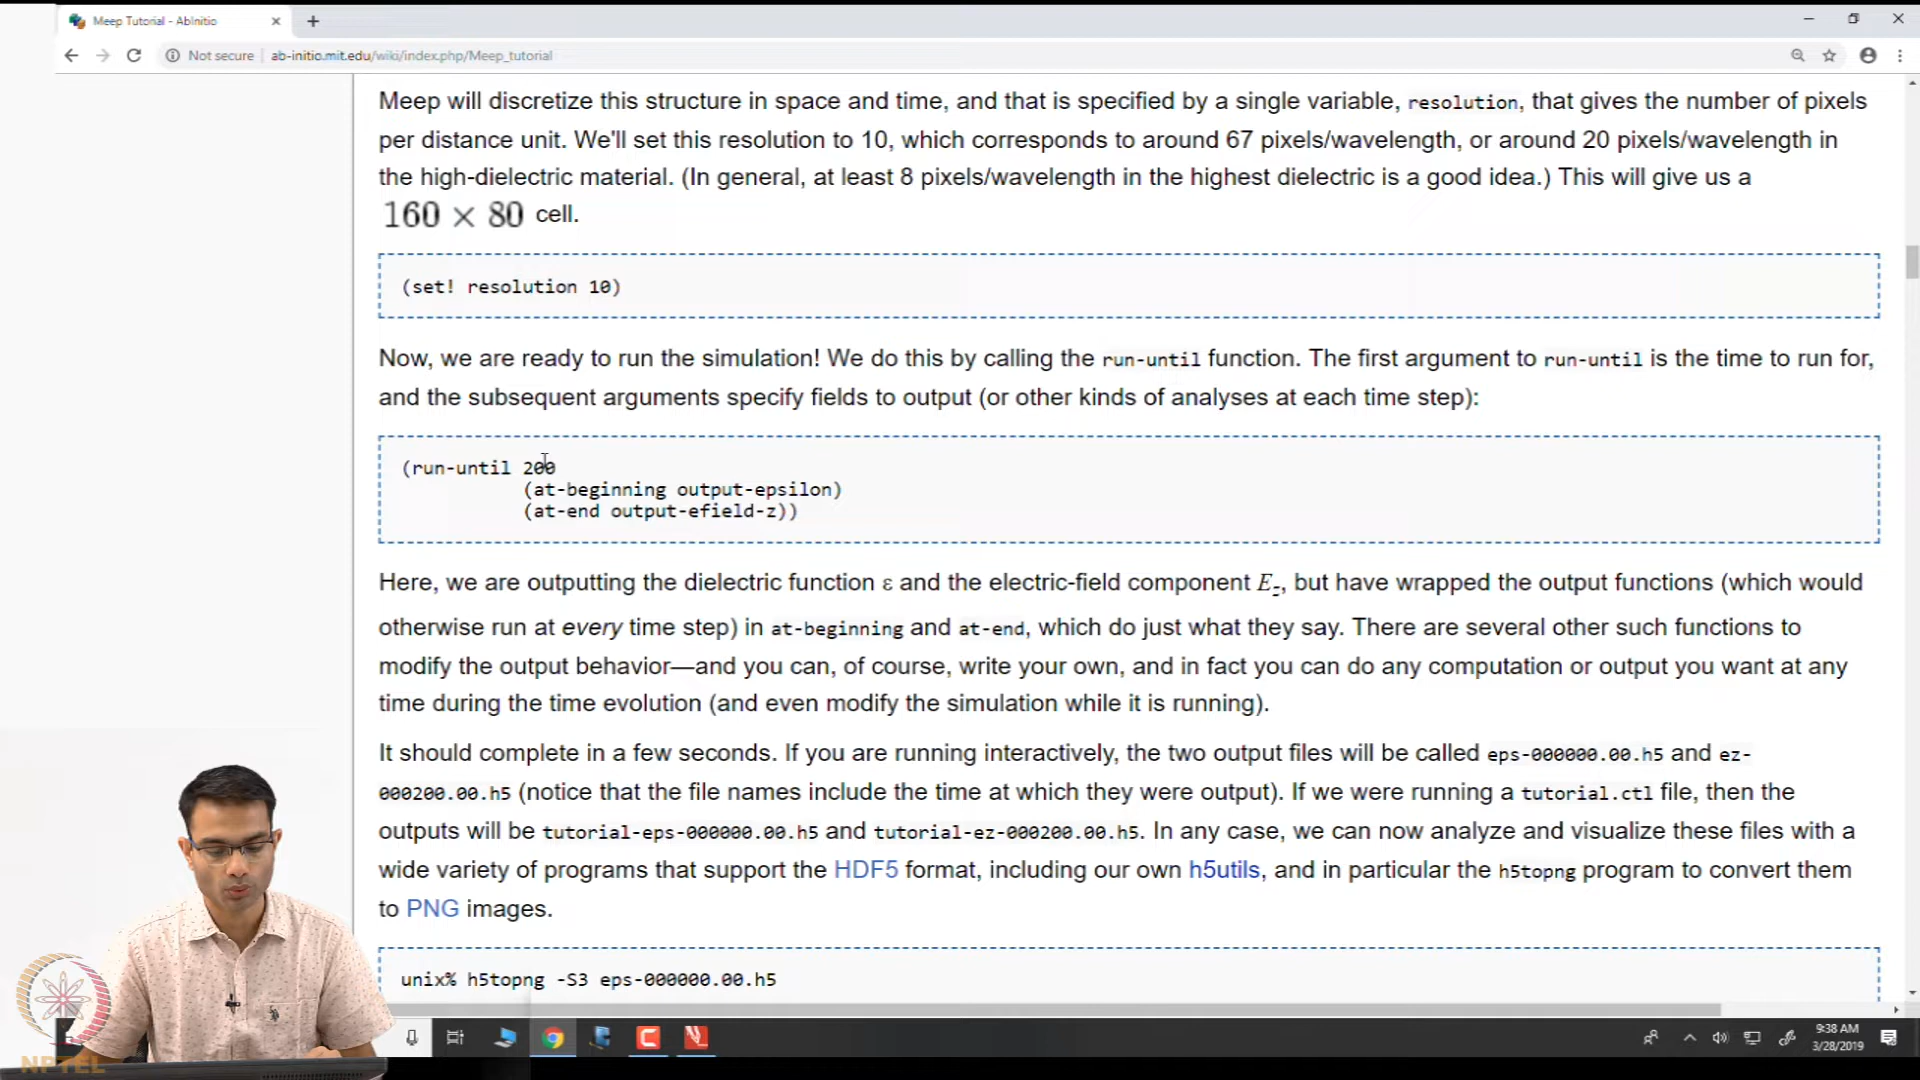 Meep Tutorial - AbInitio
Not secure ab-initio.mit.edu/wiki/index.php/Meep_tutorial
Meep will discretize this structure in space and time, and that is specified by a single variable, resolution, that gives the number of pixels
per distance unit. We'll set this resolution to 10, which corresponds to around 67 pixels/wavelength, or around 20 pixels/wavelength in
the high-dielectric material. (In general, at least 8 pixels/wavelength in the highest dielectric is a good idea.) This will give us a
160 × 80 cell.
(set! resolution 10)
Now, we are ready to run the simulation! We do this by calling the run-until function. The first argument to run-until is the time to run for,
and the subsequent arguments specify fields to output (or other kinds of analyses at each time step):
(run-until 200
(at-beginning output-epsilon)
(at-end output-efield-z))
Here, we are outputting the dielectric function ε and the electric-field component Ez, but have wrapped the output functions (which would
otherwise run at every time step) in at-beginning and at-end, which do just what they say. There are several other such functions to
modify the output behavior—and you can, of course, write your own, and in fact you can do any computation or output you want at any
time during the time evolution (and even modify the simulation while it is running).
It should complete in a few seconds. If you are running interactively, the two output files will be called eps-000000.00.h5 and ez-
000200.00.h5 (notice that the file names include the time at which they were output). If we were running a tutorial.ctl file, then the
outputs will be tutorial-eps-000000.00.h5 and tutorial-ez-000200.00.h5. In any case, we can now analyze and visualize these files with a
wide variety of programs that support the HDF5 format, including our own h5utils, and in particular the h5topng program to convert them
to PNG images.
unix% h5topng -S3 eps-000000.00.h5
9:38 AM
3/28/2019
NPTEL